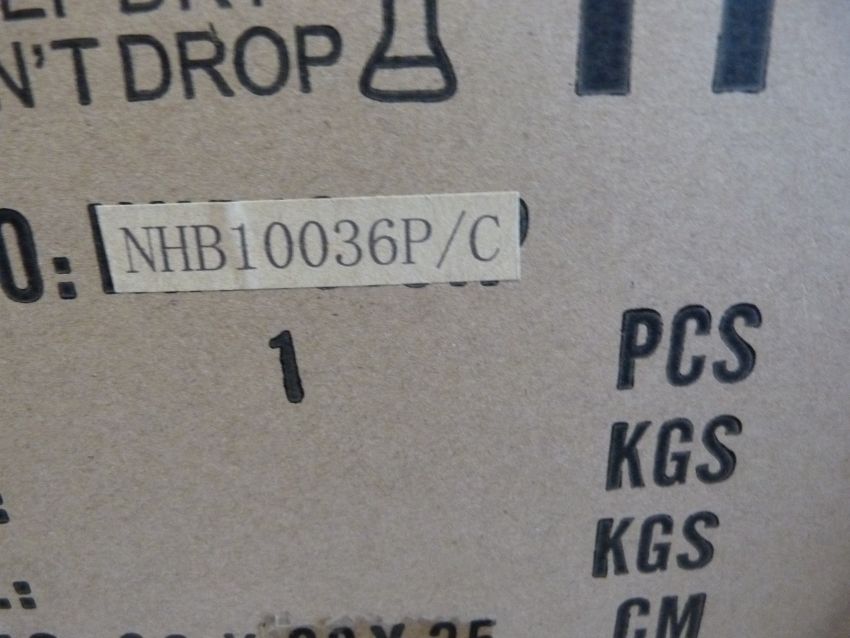 N'T DROP
O: NHB10036P/C
1 PCS
KGS
KGS
CM